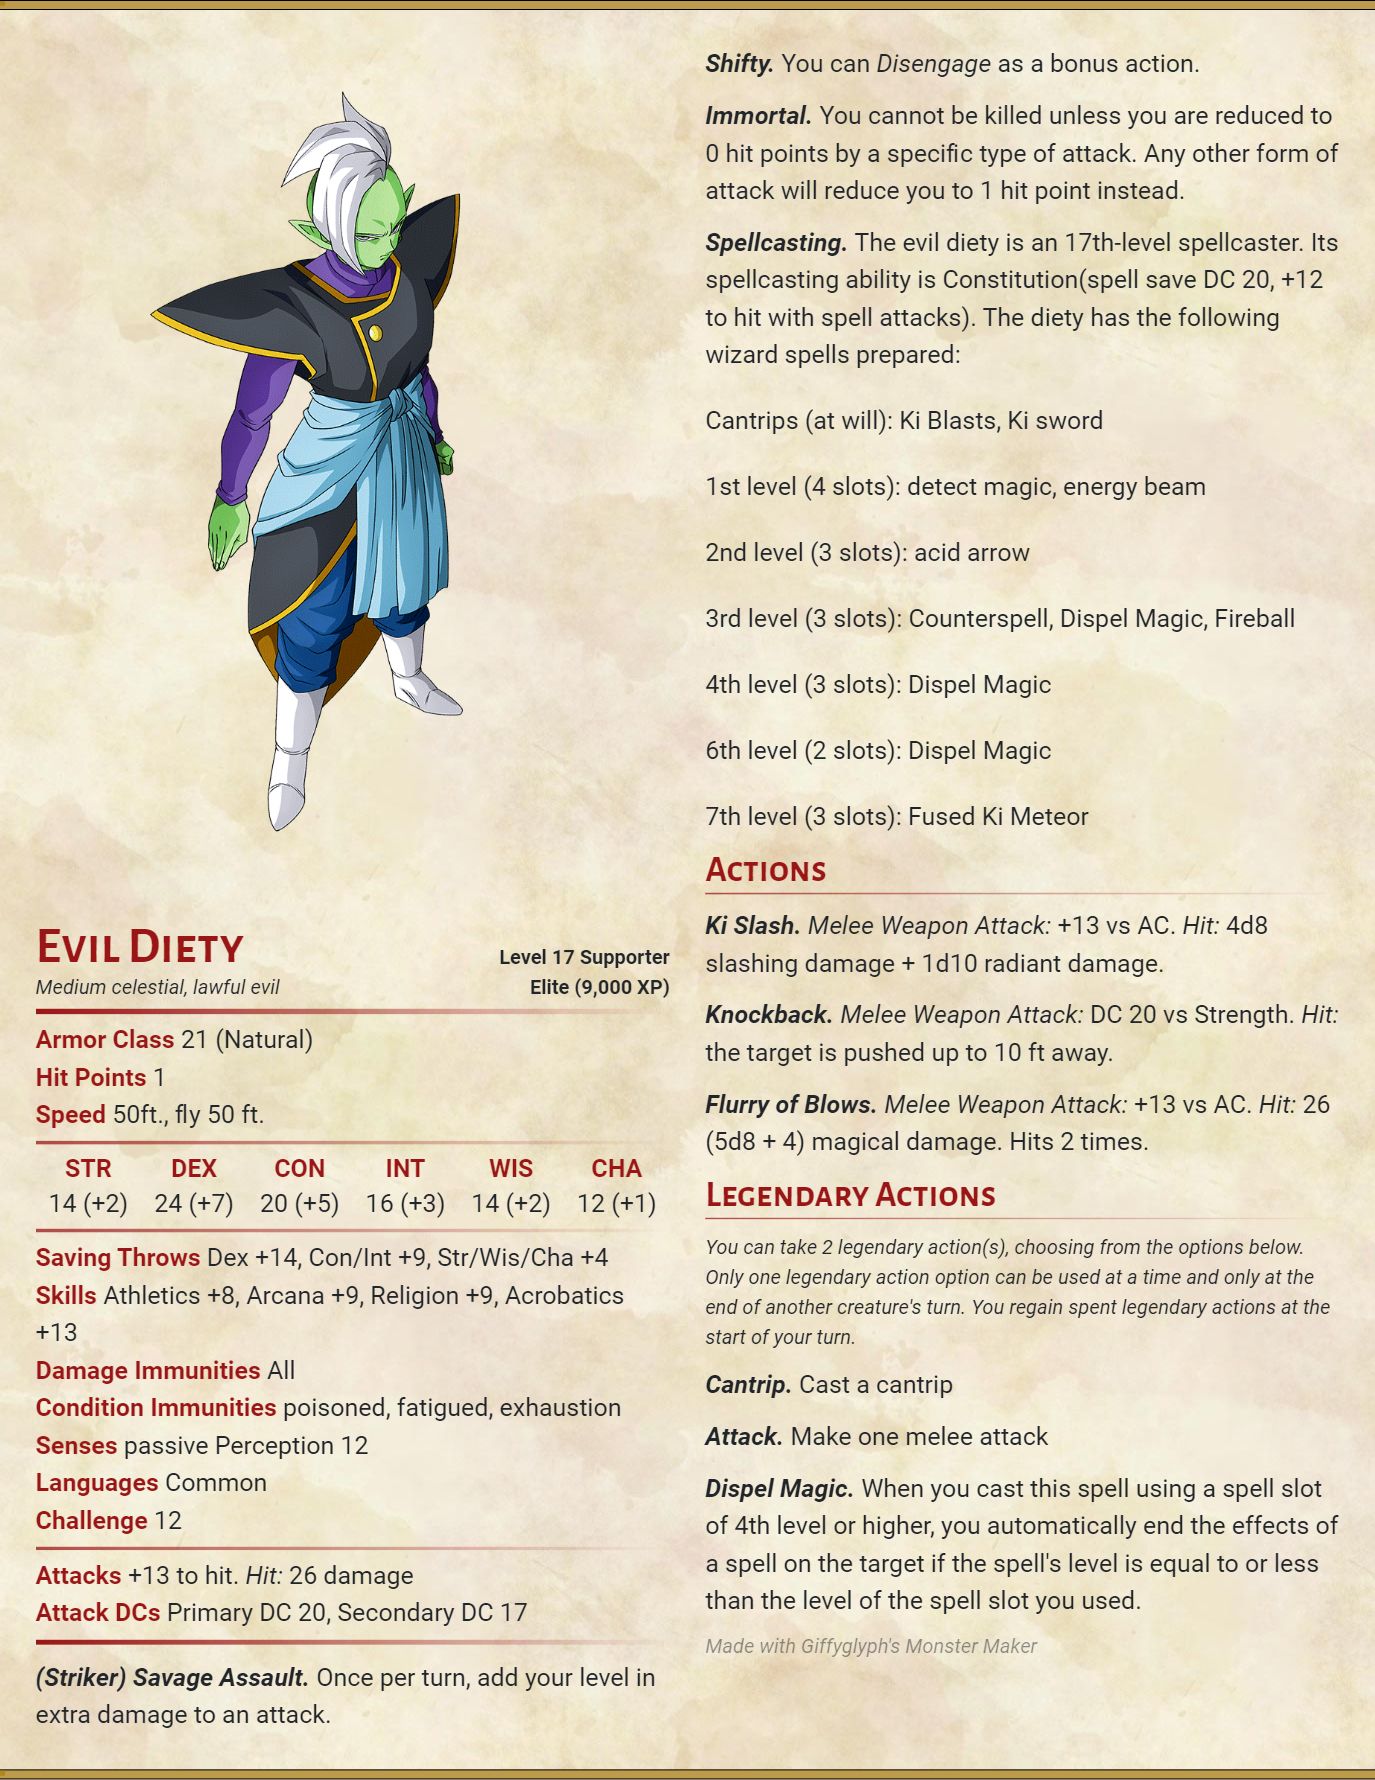 Evil Diety
Level 17 Supporter
Medium celestial, lawful evil
Elite (9,000 XP)
Armor Class 21 (Natural)
Hit Points 1
Speed 50ft., fly 50 ft.
STR DEX CON INT WIS CHA
14 (+2) 24 (+7) 20 (+5) 16 (+3) 14 (+2) 12 (+1)
Saving Throws Dex +14, Con/Int +9, Str/Wis/Cha +4
Skills Athletics +8, Arcana +9, Religion +9, Acrobatics
+13
Damage Immunities All
Condition Immunities poisoned, fatigued, exhaustion
Senses passive Perception 12
Languages Common
Challenge 12
Attacks +13 to hit. Hit: 26 damage
Attack DCs Primary DC 20, Secondary DC 17
(Striker) Savage Assault. Once per turn, add your level in
extra damage to an attack.
Shifty. You can Disengage as a bonus action.
Immortal. You cannot be killed unless you are reduced to
0 hit points by a specific type of attack. Any other form of
attack will reduce you to 1 hit point instead.
Spellcasting. The evil diety is an 17th-level spellcaster. Its
spellcasting ability is Constitution(spell save DC 20, +12
to hit with spell attacks). The diety has the following
wizard spells prepared:
Cantrips (at will): Ki Blasts, Ki sword
1st level (4 slots): detect magic, energy beam
2nd level (3 slots): acid arrow
3rd level (3 slots): Counterspell, Dispel Magic, Fireball
4th level (3 slots): Dispel Magic
6th level (2 slots): Dispel Magic
7th level (3 slots): Fused Ki Meteor
Actions
Ki Slash. Melee Weapon Attack: +13 vs AC. Hit: 4d8
slashing damage + 1d10 radiant damage.
Knockback. Melee Weapon Attack: DC 20 vs Strength. Hit:
the target is pushed up to 10 ft away.
Flurry of Blows. Melee Weapon Attack: +13 vs AC. Hit: 26
(5d8 + 4) magical damage. Hits 2 times.
Legendary Actions
You can take 2 legendary action(s), choosing from the options below.
Only one legendary action option can be used at a time and only at the
end of another creature's turn. You regain spent legendary actions at the
start of your turn.
Cantrip. Cast a cantrip
Attack. Make one melee attack
Dispel Magic. When you cast this spell using a spell slot
of 4th level or higher, you automatically end the effects of
a spell on the target if the spell's level is equal to or less
than the level of the spell slot you used.
Made with Giffyglyph's Monster Maker